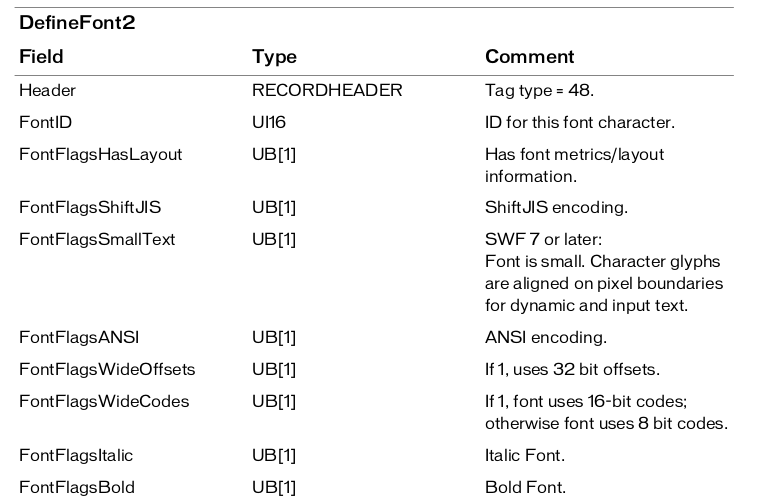 DefineFont2
Field Type Comment
Header RECORDHEADER Tag type = 48.
FontID UI16 ID for this font character.
FontFlagsHasLayout UB[1] Has font metrics/layout
information.
FontFlagsShiftJIS UB[1] ShiftJIS encoding.
FontFlagsSmallText UB[1] SWF 7 or later:
Font is small. Character glyphs
are aligned on pixel boundaries
for dynamic and input text.
FontFlagsANSI UB[1] ANSI encoding.
FontFlagsWideOffsets UB[1] If 1, uses 32 bit offsets.
FontFlagsWideCodes UB[1] If 1, font uses 16-bit codes;
otherwise font uses 8 bit codes.
FontFlagsItalic UB[1] Italic Font.
FontFlagsBold UB[1] Bold Font.